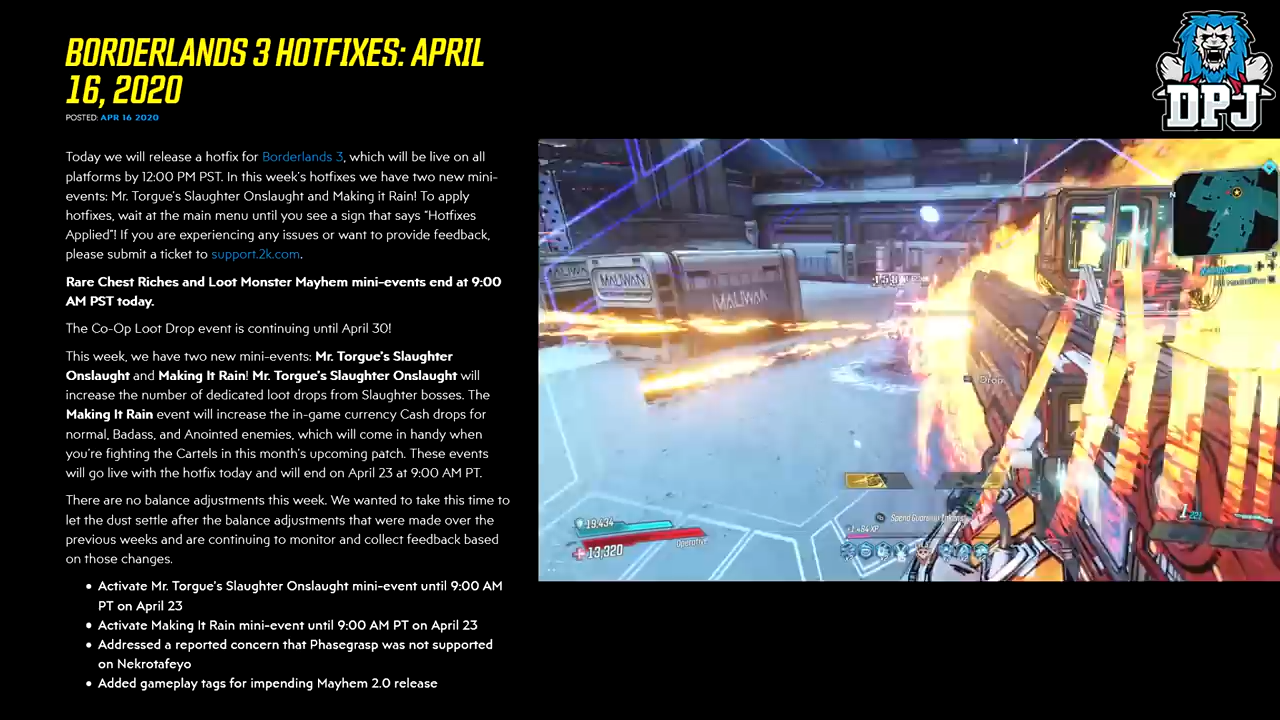 BORDERLANDS 3 HOTFIXES: APRIL
16, 2020
POSTED: APR 16 2020
Today we will release a hotfix for Borderlands 3, which will be live on all
platforms by 12:00 PM PST. In this week's hotfixes we have two new mini-
events: Mr. Torgue's Slaughter Onslaught and Making it Rain! To apply
hotfixes, wait at the main menu until you see a sign that says "Hotfixes
Applied"! If you are experiencing any issues or want to provide feedback,
please submit a ticket to support.2k.com.
Rare Chest Riches and Loot Monster Mayhem mini-events end at 9:00
AM PST today.
The Co-Op Loot Drop event is continuing until April 30!
This week, we have two new mini-events: Mr. Torgue's Slaughter
Onslaught and Making It Rain! Mr. Torgue's Slaughter Onslaught will
increase the number of dedicated loot drops from Slaughter bosses. The
Making It Rain event will increase the in-game currency Cash drops for
normal, Badass, and Anointed enemies, which will come in handy when
you're fighting the Cartels in this month's upcoming patch. These events
will go live with the hotfix today and will end on April 23 at 9:00 AM PT.
There are no balance adjustments this week. We wanted to take this time to
let the dust settle after the balance adjustments that were made over the
previous weeks and are continuing to monitor and collect feedback based
on those changes.
• Activate Mr. Torgue's Slaughter Onslaught mini-event until 9:00 AM
PT on April 23
• Activate Making It Rain mini-event until 9:00 AM PT on April 23
• Addressed a reported concern that Phasegrasp was not supported
on Nekrotafeyo
• Added gameplay tags for impending Mayhem 2.0 release
DPJ
N
MALIWAN
MALIWAN
Drop
19,434
13,320
Operative
Spend Guardian Tokens
+1,484 XP